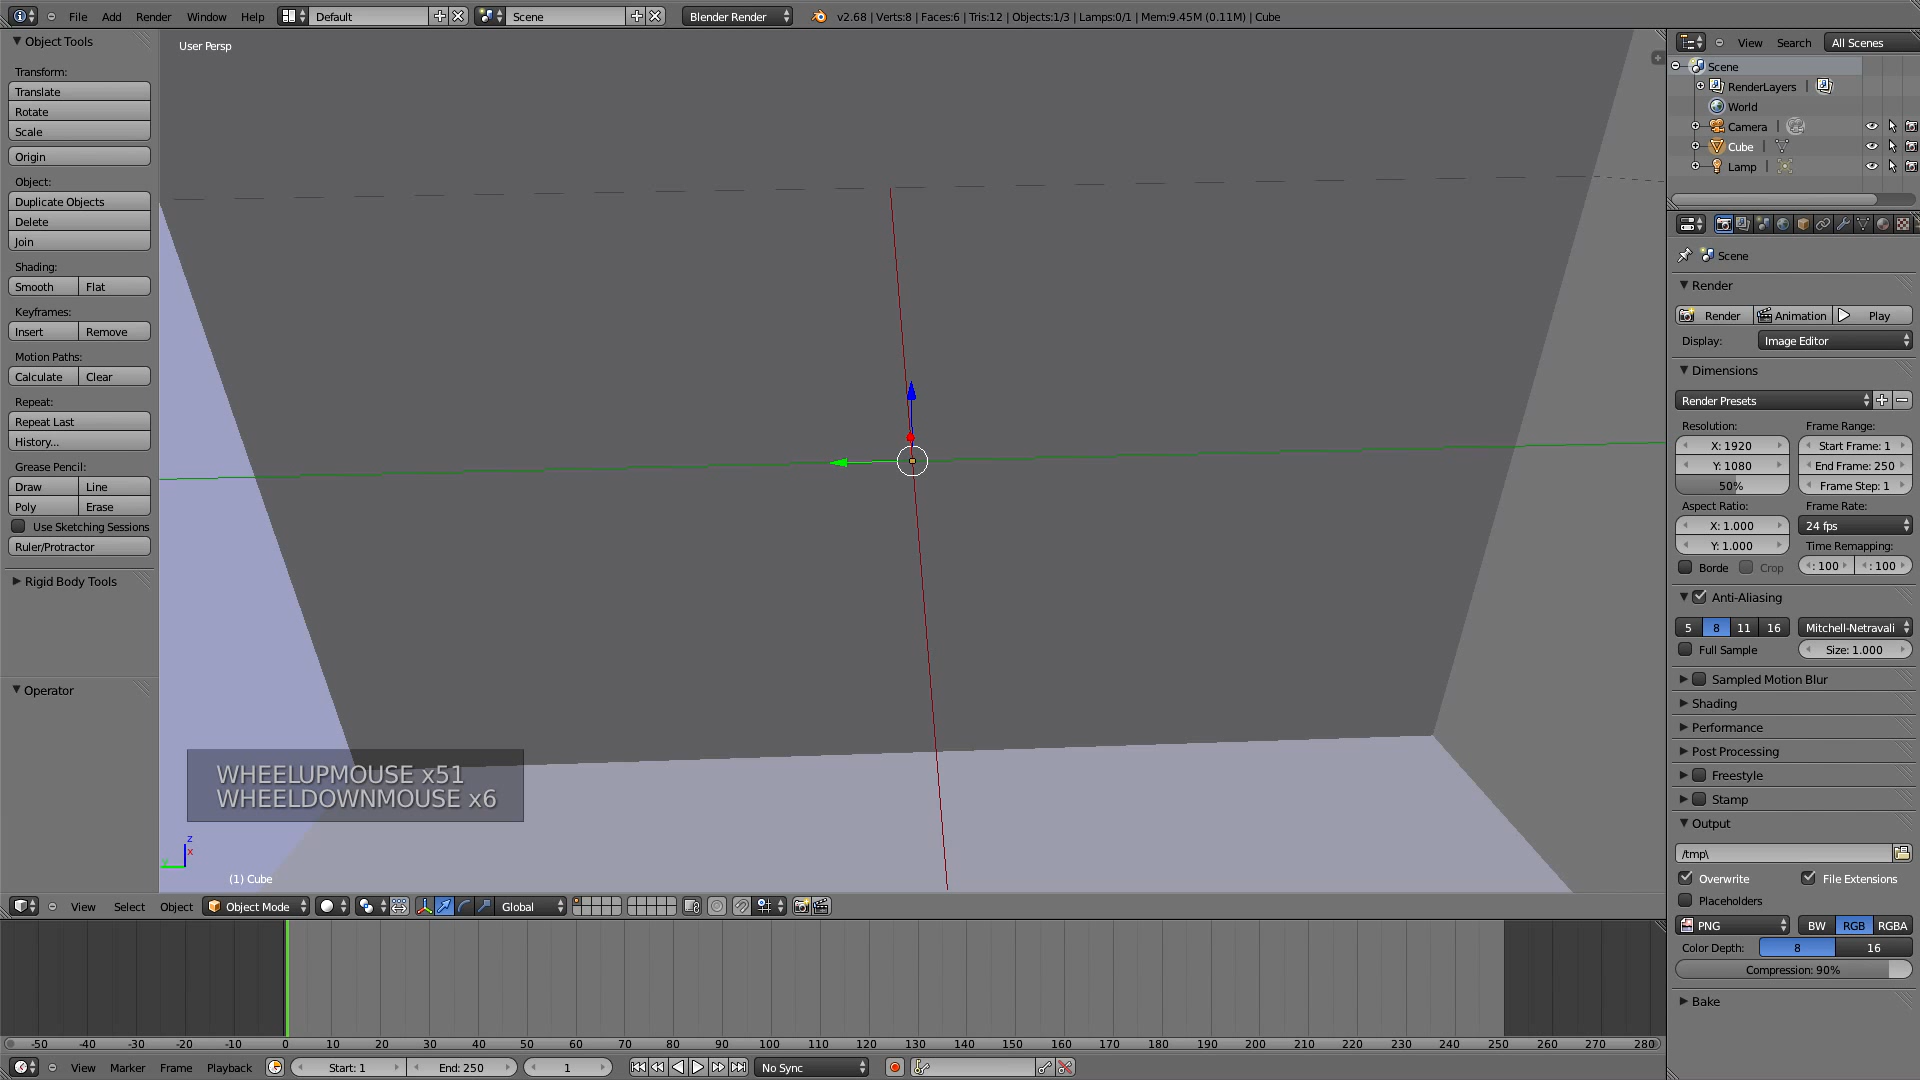 File Add Render Window Help Default Scene Blender Render v2.68 | Verts:8 | Faces:6 | Tris:12 | Objects:1/3 | Lamps:0/1 | Mem:9.45M (0.11M) | Cube
Object Tools
Transform:
Translate
Rotate
Scale
Origin
Object:
Duplicate Objects
Delete
Join
Shading:
Smooth Flat
Keyframes:
Insert Remove
Motion Paths:
Calculate Clear
Repeat:
Repeat Last
History...
Grease Pencil:
Draw Line
Poly Erase
Use Sketching Sessions
Ruler/Protractor
Rigid Body Tools
Operator
User Persp
WHEELUPMOUSE x51
WHEELDOWNMOUSE x6
z
x
y
(1) Cube
View Select Object Object Mode Global
-50 -40 -30 -20 -10 0 10 20 30 40 50 60 70 80 90 100 110 120 130 140 150 160 170 180 190 200 210 220 230 240 250 260 270 280
View Marker Frame Playback Start: 1 End: 250 1 No Sync
View Search All Scenes
Scene
RenderLayers |
World
Camera |
Cube |
Lamp |
Scene
Render
Render Animation Play
Display: Image Editor
Dimensions
Render Presets
Resolution: Frame Range:
X: 1920 Start Frame: 1
Y: 1080 End Frame: 250
50% Frame Step: 1
Aspect Ratio: Frame Rate:
X: 1.000 24 fps
Y: 1.000 Time Remapping:
Borde Crop : 100 : 100
Anti-Aliasing
5 8 11 16 Mitchell-Netravali
Full Sample Size: 1.000
Sampled Motion Blur
Shading
Performance
Post Processing
Freestyle
Stamp
Output
/tmp\
Overwrite File Extensions
Placeholders
PNG BW RGB RGBA
Color Depth: 8 16
Compression: 90%
Bake